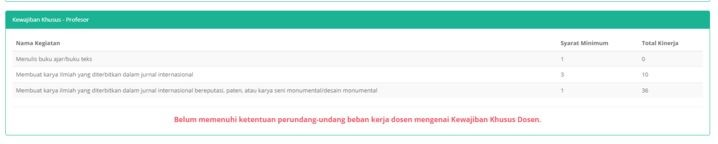 Kewajiban Khusus - Profesor
Nama Kegiatan Syarat Minimum Total Kinerja
Menulis buku ajar/buku teks 1 0
Membuat karya ilmiah yang diterbitkan dalam jurnal internasional 3 10
Membuat karya ilmiah yang diterbitkan dalam jurnal internasional bereputasi, paten, atau karya seni monumental/desain monumental 1 36
Belum memenuhi ketentuan perundang-undang beban kerja dosen mengenai Kewajiban Khusus Dosen.